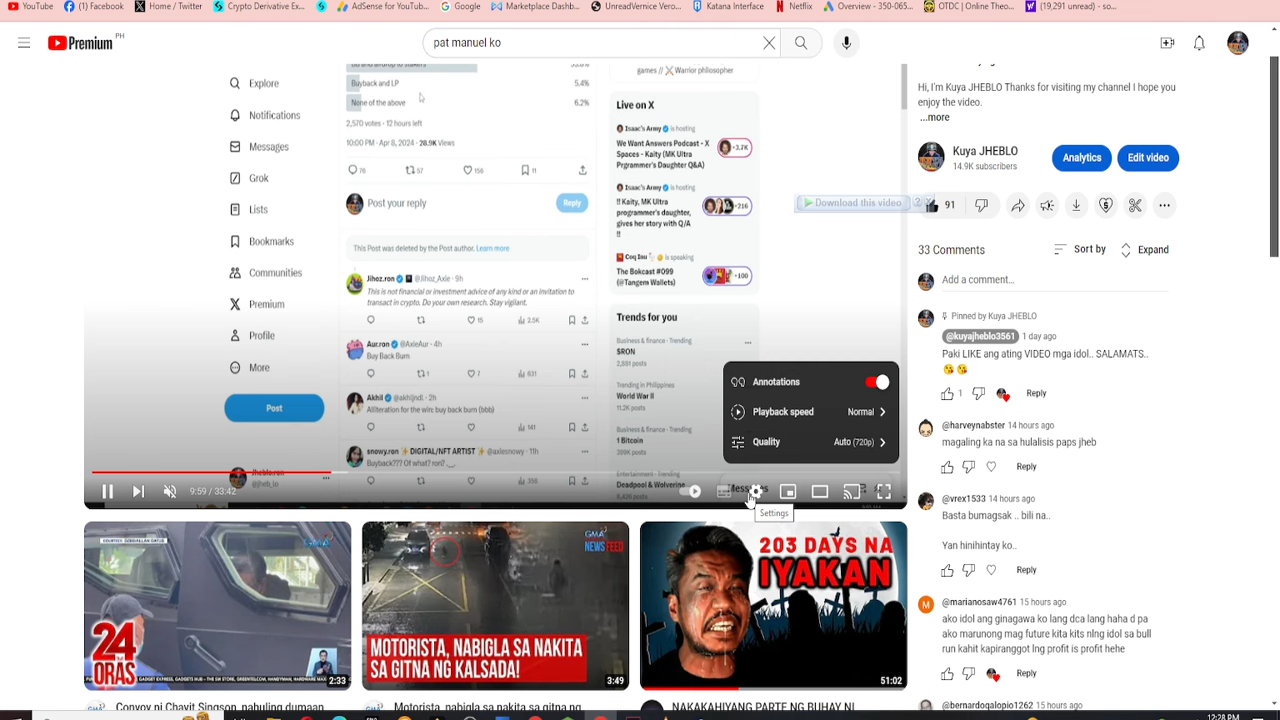 YouTube
(1) Facebook
Home / Twitter
Crypto Derivative Ex...
AdSense for YouTub...
Google
Marketplace Dashb...
UnreadVernice Vero...
Katana Interface
Netflix
Overview - 350-065...
OTDC | Online Theo...
(19,291 unread) - so...
Premium PH
pat manuel ko
Explore
Notifications
Messages
Grok
Lists
Bookmarks
Communities
Premium
Profile
More
Post
jheblo.ron
@jheb_lo
Buyback and LP 5.4%
None of the above 6.2%
2,570 votes · 12 hours left
10:00 PM · Apr 8, 2024 · 28.9K Views
76 57 156 11
Post your reply Reply
This Post was deleted by the Post author. Learn more
Jihoz.ron @Jihoz_Axie · 9h
This is not financial or investment advice of any kind or an invitation to
transact in crypto. Do your own research. Stay vigilant.
15 2.5K
Aur.ron @AxieAur · 4h
Buy Back Burn
1 7 631
Akhil @akhljndl · 2h
Alliteration for the win: buy back burn (bbb)
141
snowy.ron DIGITAL/NFT ARTIST @axlesnowy · 11h
Buyback??? Of what? ron?
358
games // Warrior philosopher
Live on X
Isaac's Army is hosting
We Want Answers Podcast - X
Spaces - Kaity (MK Ultra
Prgrammer's Daughter Q&A)
+3.7K
Isaac's Army is hosting
!! Kaity, MK Ultra
programmer's daughter,
gives her story with Q/A
!!
+216
Coq Inu is speaking
The Bokcast #099
(@Tangem Wallets)
+100
Trends for you
Business & finance · Trending
$RON
2,881 posts
Trending in Philippines
World War II
11.2K posts
Business & finance · Trending
1 Bitcoin
Entertainment · Trending
Deadpool & Wolverine
Annotations
Playback speed Normal
Quality Auto (720p)
9:59 / 33:42
Settings
Download this video ?
Hi, I'm Kuya JHEBLO Thanks for visiting my channel I hope you
enjoy the video.
...more
Kuya JHEBLO
14.9K subscribers
Analytics
Edit video
91
33 Comments
Sort by
Expand
Add a comment...
Pinned by Kuya JHEBLO
@kuyajheblo3561 1 day ago
Paki LIKE ang ating VIDEO mga idol.. SALAMATS..
1 Reply
@harveynabster 14 hours ago
magaling ka na sa hulalisis paps jheb
Reply
@vrex1533 14 hours ago
Basta bumagsak .. bili na..
Yan hinihintay ko..
Reply
M @marianosaw4761 15 hours ago
ako idol ang ginagawa ko lang dca lang haha d pa
ako marunong mag future kita kits nlng idol sa bull
run kahit kapiranggot lng profit is profit hehe
Reply
@bernardoqalopio1262 15 hours ago
24
ORAS
2:33
GMA
NEWS FEED
MOTORISTA, NABIGLA SA NAKITA
SA GITNA NG KALSADA!
3:49
203 DAYS NA
IYAKAN
51:02
Convoy ni Chavit Singson, pahuling dumaan
Motorista, nabigla sa nakita sa gitna ng
NAKAKAHIYANG PARTE NG BUHAY NI
12:28 PM